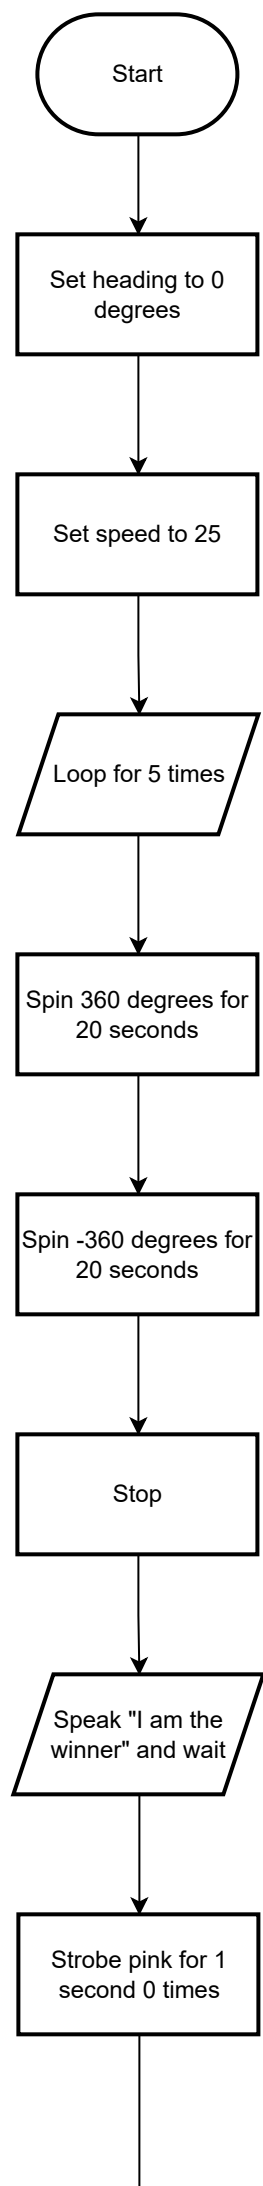 Start
Set heading to 0
degrees
Set speed to 25
Loop for 5 times
Spin 360 degrees for
20 seconds
Spin -360 degrees for
20 seconds
Stop
Speak "I am the
winner" and wait
Strobe pink for 1
second 0 times